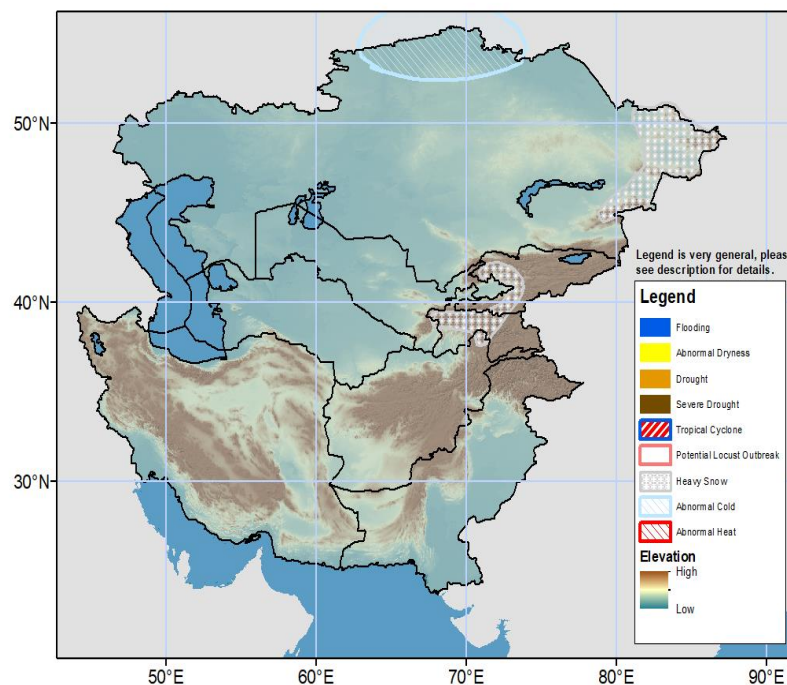 50°N
40°N
30°N
50°E
60°E
70°E
80°E
90°E
Legend is very general, pleas
see description for details.
Legend
Flooding
Abnormal Dryness
Drought
Severe Drought
Tropical Cyclone
Potential Locust Outbreak
Heavy Snow
Abnormal Cold
Abnormal Heat
Elevation
High
Low